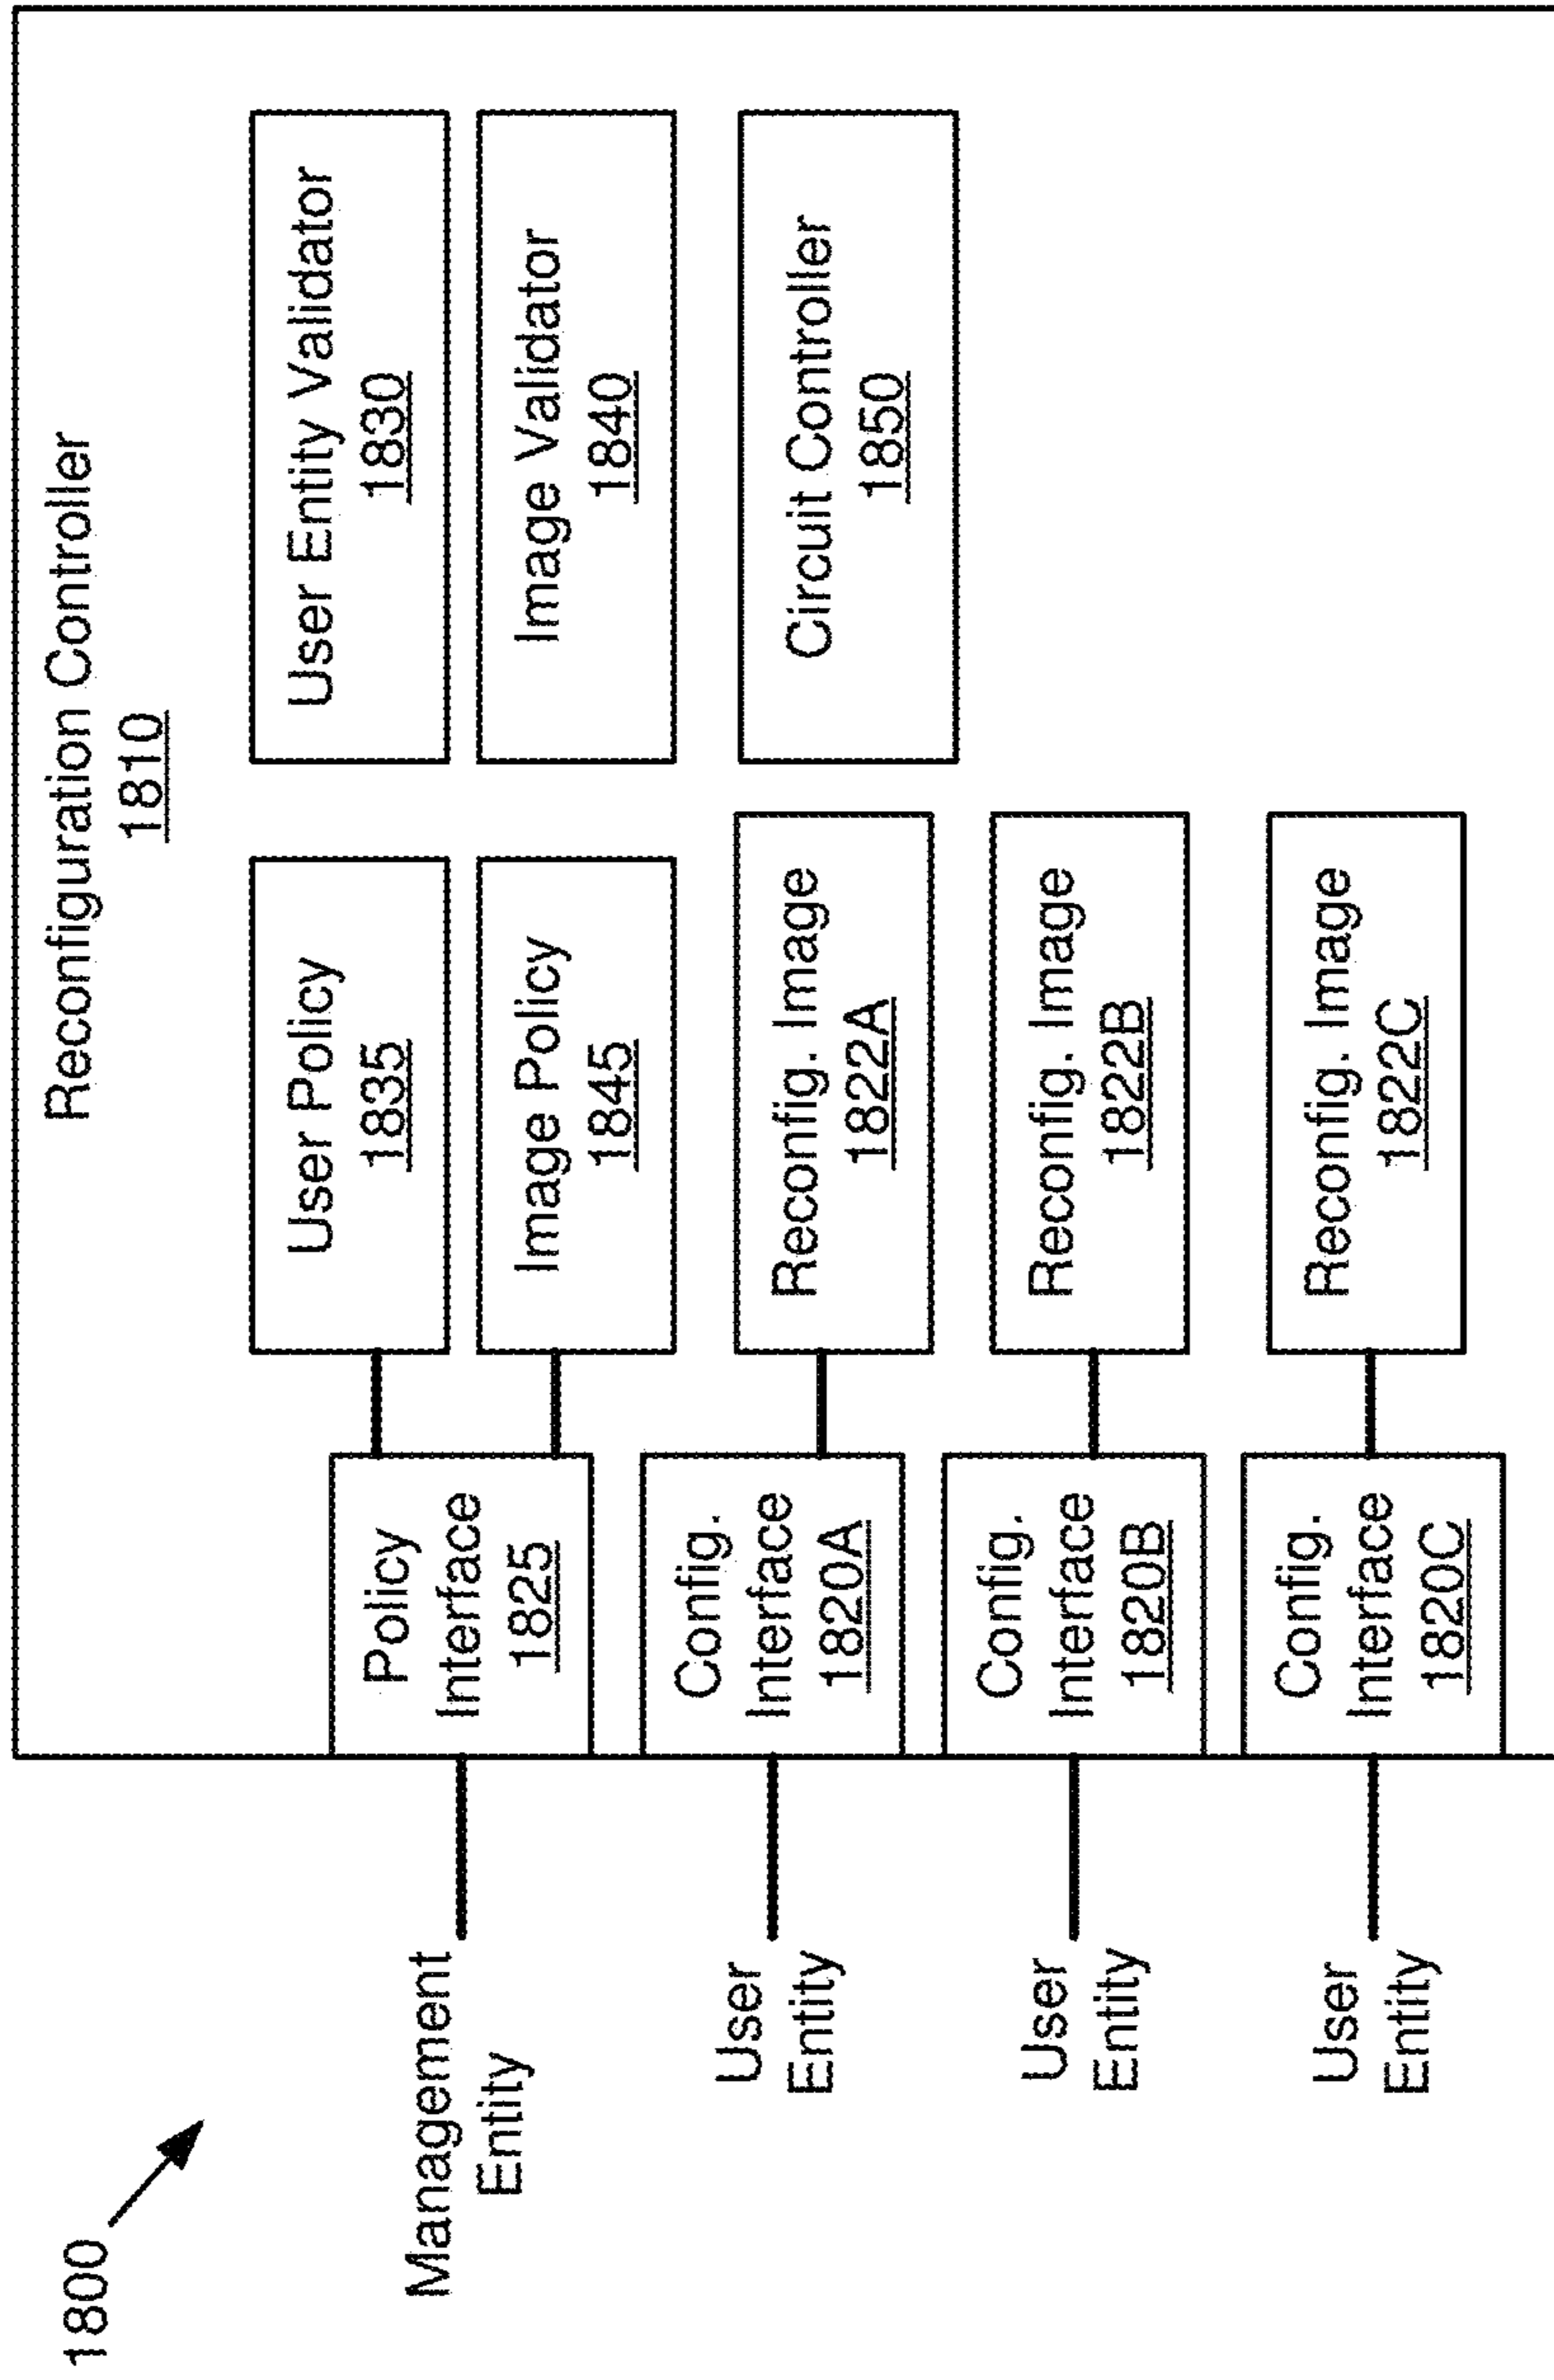 1800
Reconfiguration Controller
1810
Management
Entity
Policy
Interface
1825
User Policy
1835
User Entity Validator
1830
Image Policy
1845
Image Validator
1840
User
Entity
Config.
Interface
1820A
Reconfig. Image
1822A
Circuit Controller
1850
User
Entity
Config.
Interface
1820B
Reconfig. Image
1822B
User
Entity
Config.
Interface
1820C
Reconfig. Image
1822C